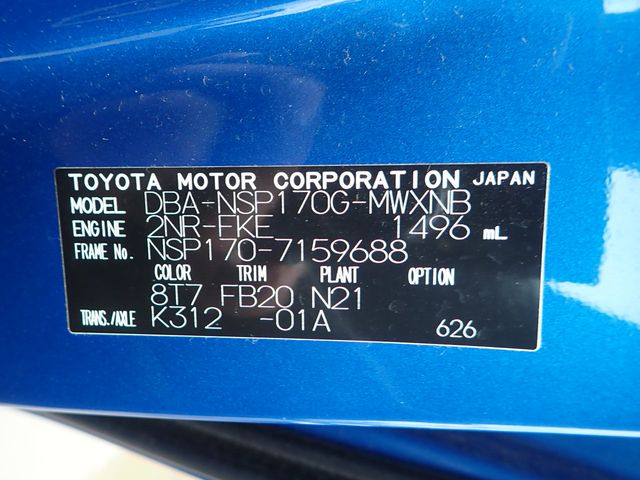 TOYOTA MOTOR CORPORATION JAPAN
MODEL DBA-NSP170G-MWXNB
ENGINE 2NR-FKE 1496 mL
FRAME No. NSP170-7159688
COLOR TRIM PLANT OPTION
8T7 FB20 N21
TRANS./AXLE K312 -01A
626